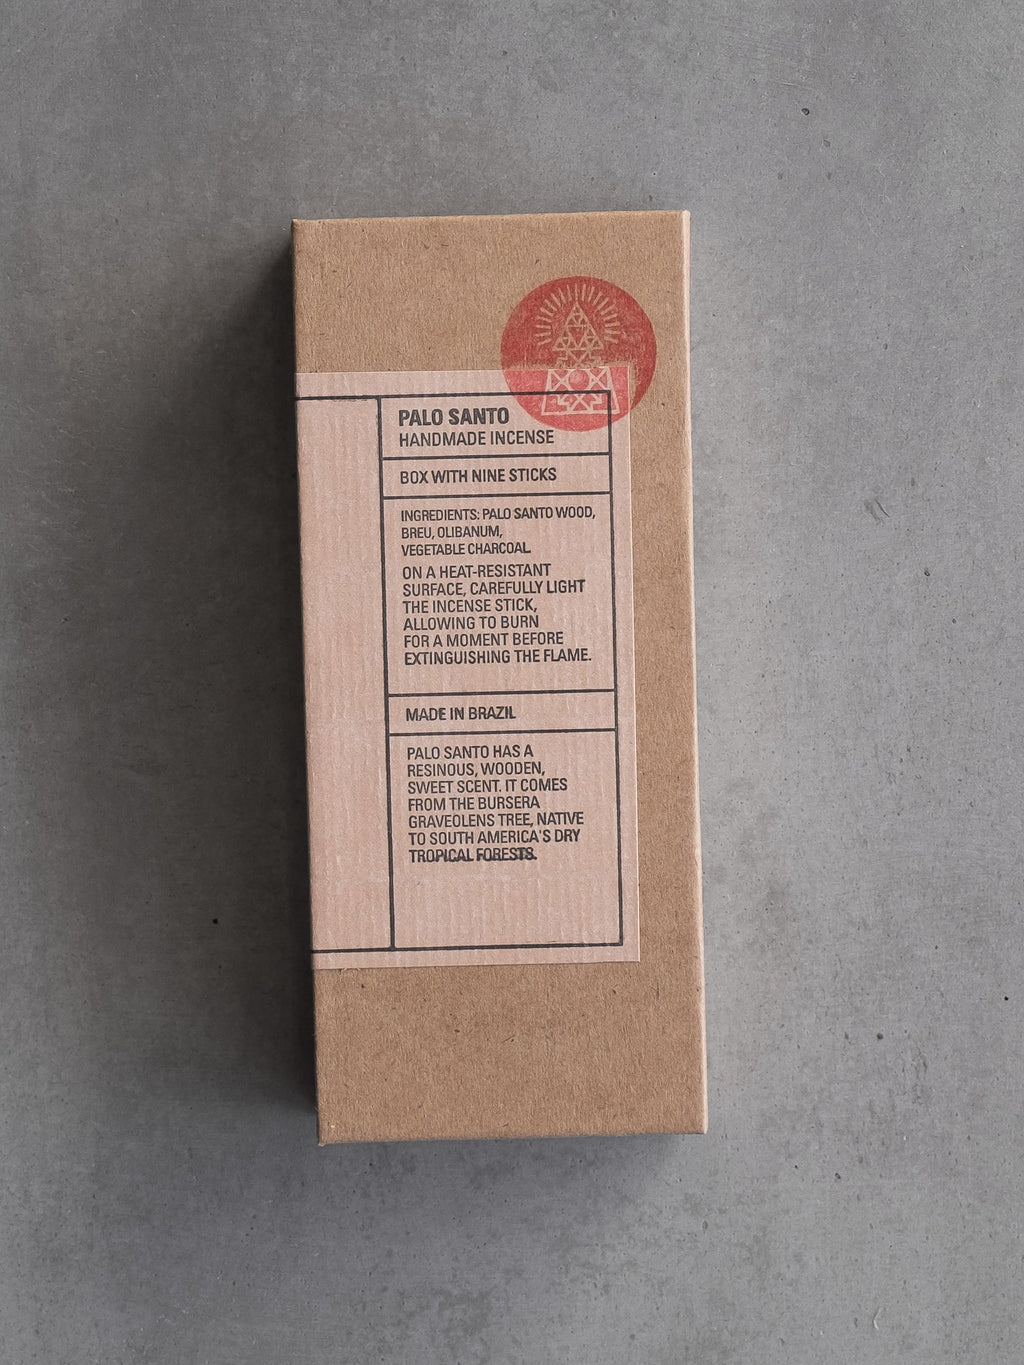 PALO SANTO
HANDMADE INCENSE
BOX WITH NINE STICKS
INGREDIENTS: PALO SANTO WOOD,
BREU, OLIBANUM,
VEGETABLE CHARCOAL
ON A HEAT-RESISTANT
SURFACE, CAREFULLY LIGHT
THE INCENSE STICK,
ALLOWING TO BURN
FOR A MOMENT BEFORE
EXTINGUISHING THE FLAME.
MADE IN BRAZIL
PALO SANTO HAS A
RESINOUS, WOODEN,
SWEET SCENT. IT COMES
FROM THE BURSERA
GRAVEOLENS TREE, NATIVE
TO SOUTH AMERICA'S DRY
TROPICAL FORESTS.